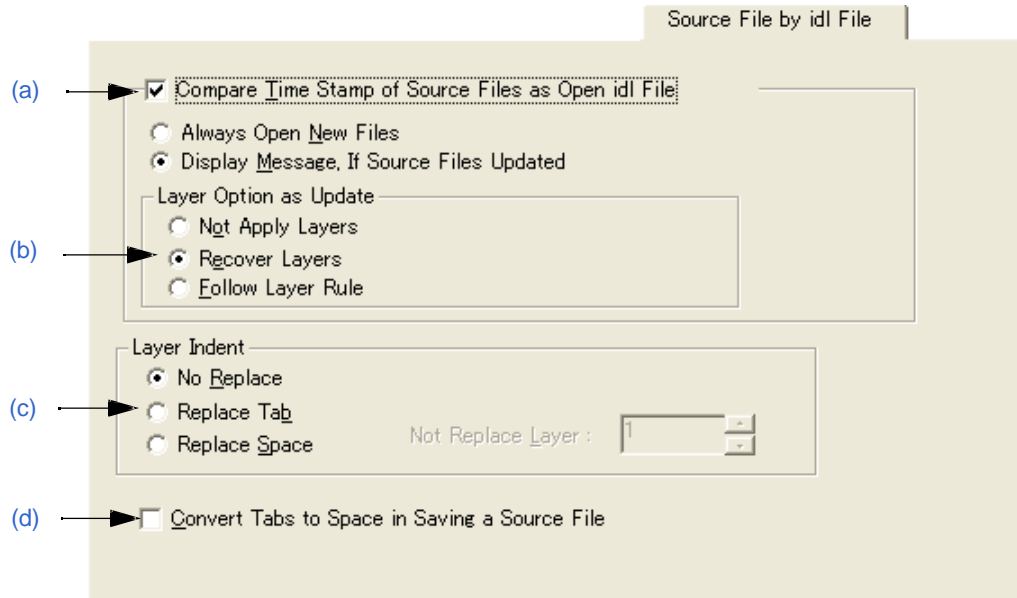 Source File by idl File
(a) Compare Time Stamp of Source Files as Open idl File
Always Open New Files
Display Message, If Source Files Updated
Layer Option as Update
Not Apply Layers
(b) Recover Layers
Follow Layer Rule
Layer Indent
No Replace
(c) Replace Tab
Replace Space Not Replace Layer : 1
(d) Convert Tabs to Space in Saving a Source File